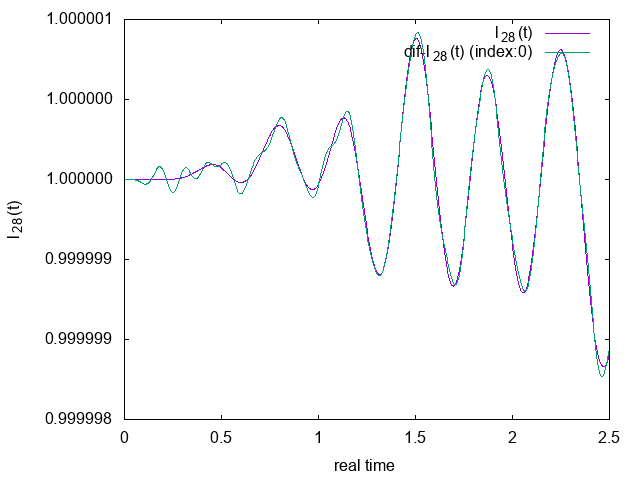 1.000001
1.000000
1.000000
0.999999
0.999999
0.999998
I28(t)
I28(t)
dif-I28(t) (index:0)
0 0.5 1 1.5 2 2.5
real time